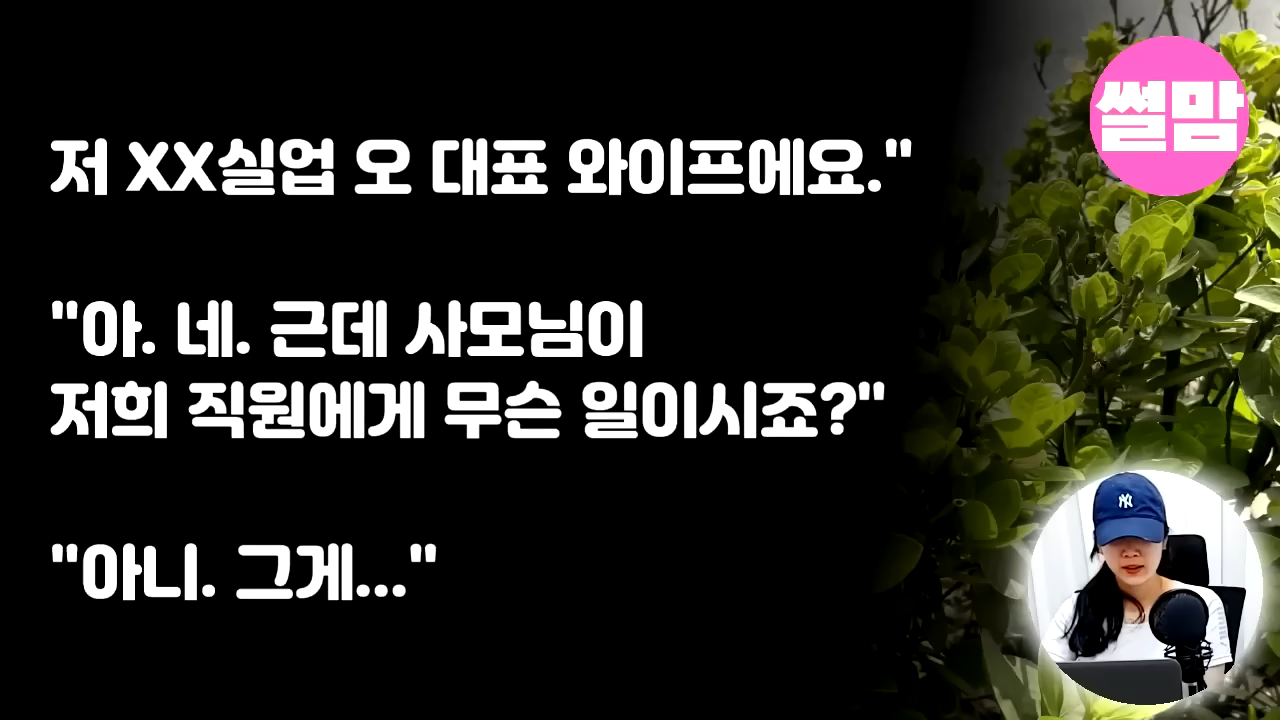 썰맘
저 XX실업 오 대표 와이프에요."
"아. 네. 근데 사모님이
저희 직원에게 무슨 일이시죠?"
"아니. 그게..."
NY